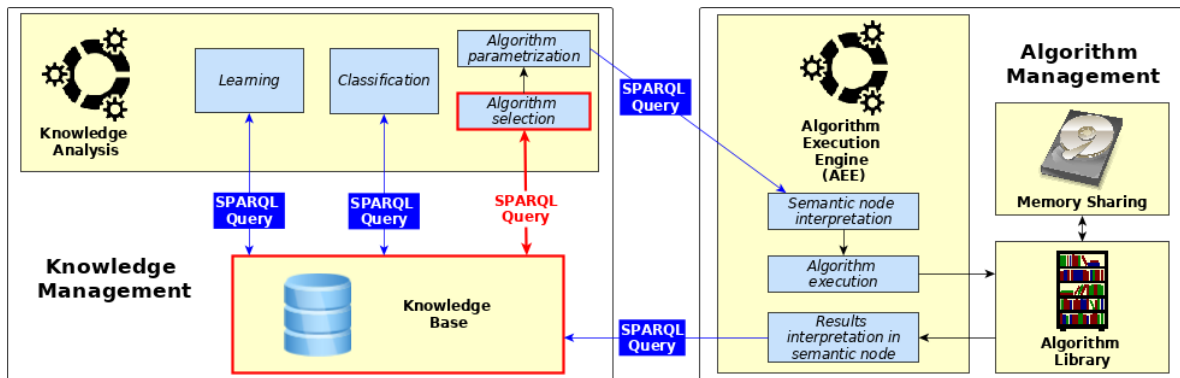 Knowledge
Analysis
Learning
Classification
Algorithm
parametrization
Algorithm
selection
SPARQL
Query
SPARQL
Query
SPARQL
Query
SPARQL
Query
Knowledge
Management
Knowledge
Base
Algorithm
Management
Algorithm
Execution
Engine
(AEE)
Semantic node
interpretation
Algorithm
execution
Results
interpretation in
semantic node
SPARQL
Query
Memory Sharing
Algorithm
Library